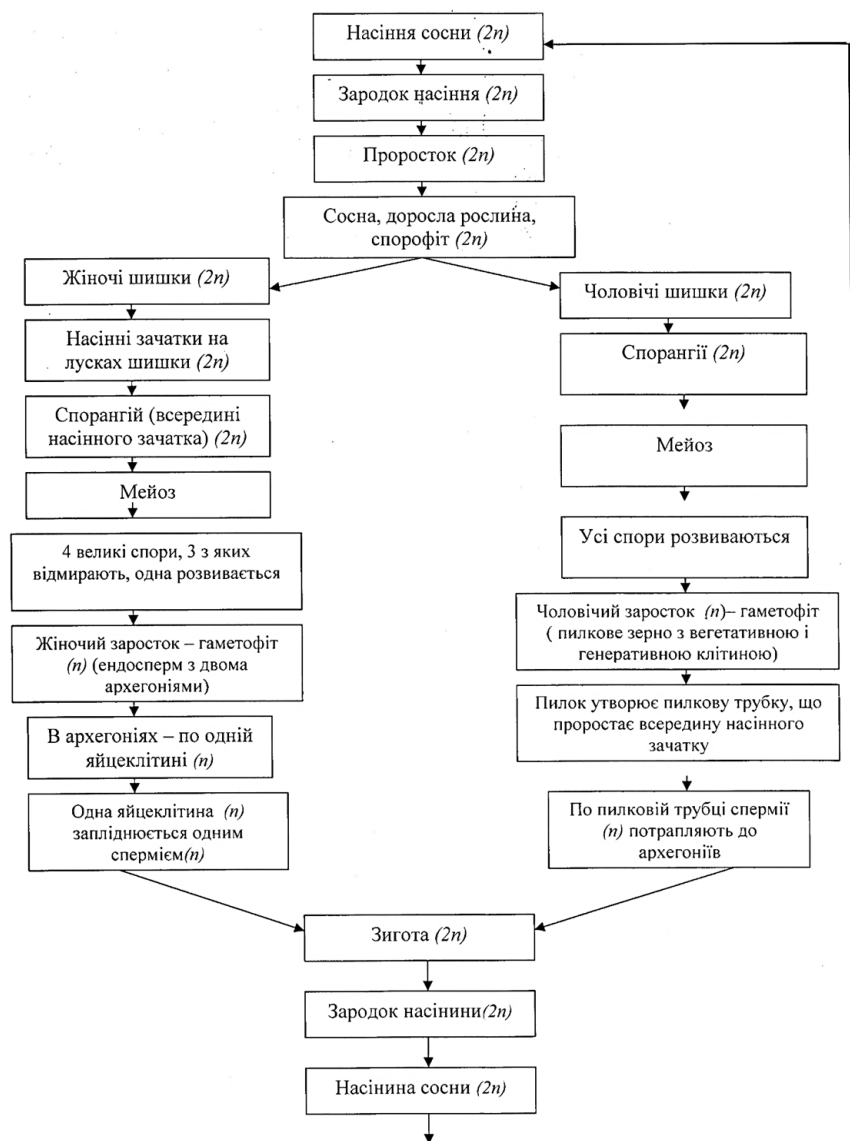 Насіння сосни (2n)
Зародок насіння (2n)
Проросток (2n)
Сосна, доросла рослина,
спорофіт (2n)
Жіночі шишки (2n)
Насінні зачатки на
лусках шишки (2n)
Спорангій (всередині
насінного зачатка) (2n)
Мейоз
4 великі спори, 3 з яких
відмирають, одна розвивається
Жіночий заросток – гаметофіт
(n) (ендосперм з двома
архегоніями)
В архегоніях – по одній
яйцеклітині (n)
Одна яйцеклітина (n)
запліднюється одним
спермієм(n)
Чоловічі шишки (2n)
Спорангії (2n)
Мейоз
Усі спори розвиваються
Чоловічий заросток (n)– гаметофіт
( пилкове зерно з вегетативною і
генеративною клітиною)
Пилок утворює пилкову трубку, що
проростає всередину насінного
зачатку
По пилковій трубці спермії
(n) потрапляють до
архегоніїв
Зигота (2n)
Зародок насінини(2n)
Насінина сосни (2n)